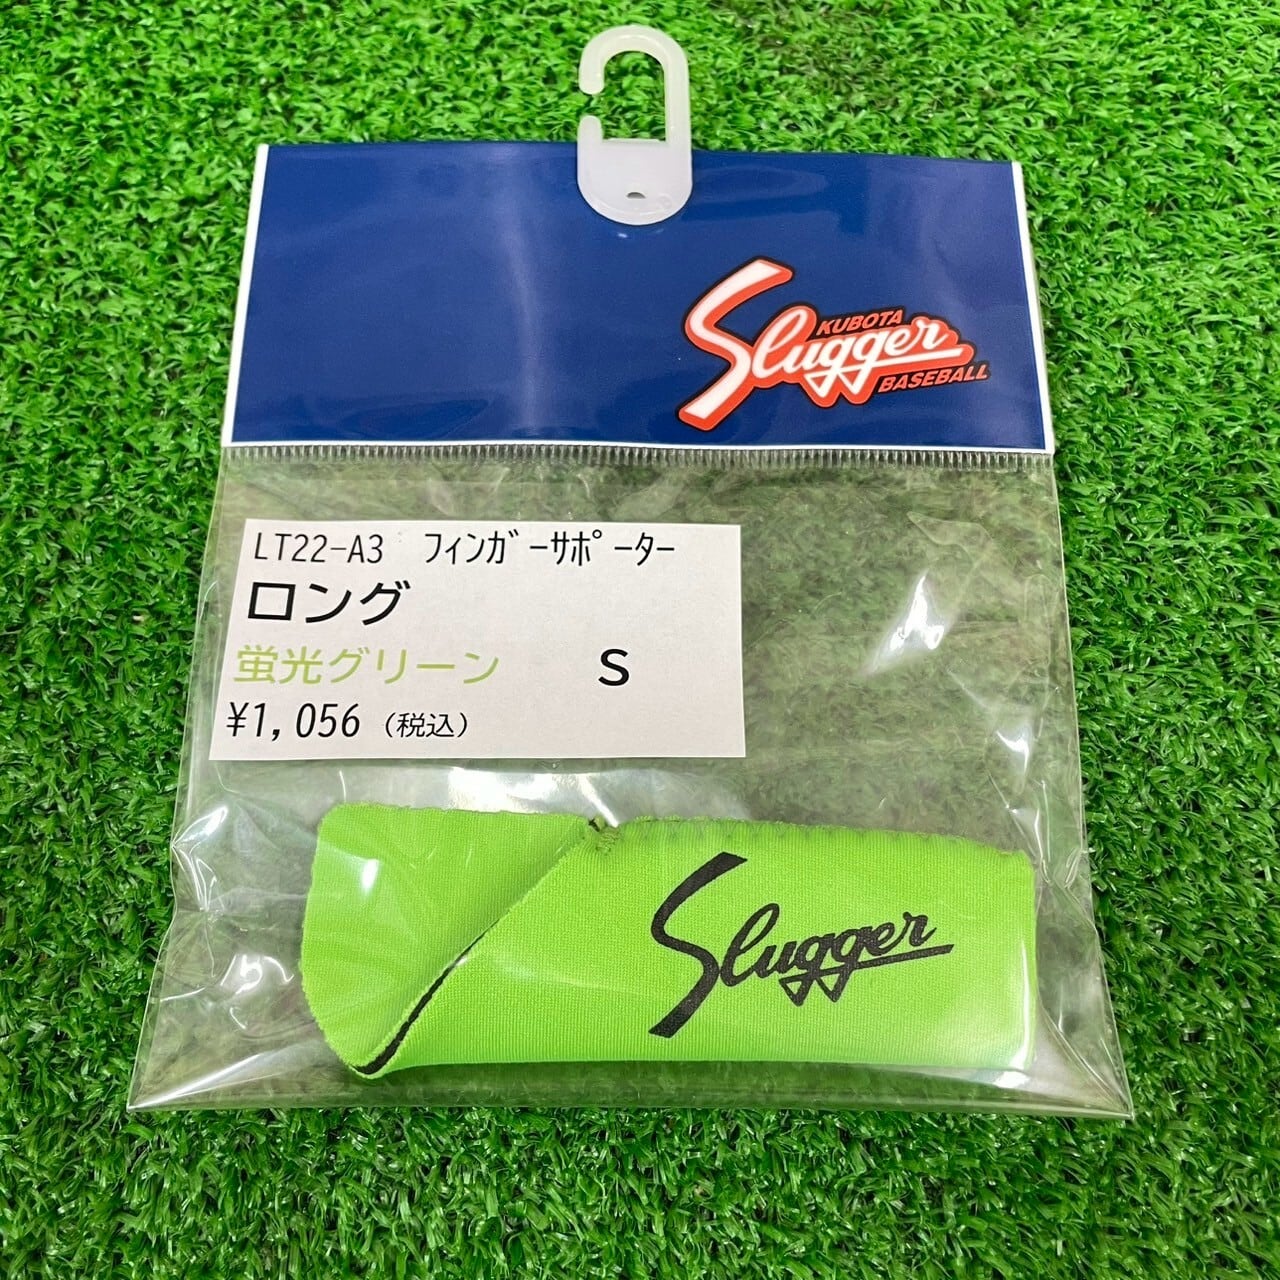 KUBOTA
Slugger
BASEBALL
LT22-A3 ﾌｨﾝｶﾞｰｻﾎﾟｰﾀｰ
ロング
蛍光グリーン S
¥1,056 (税込)
Slugger